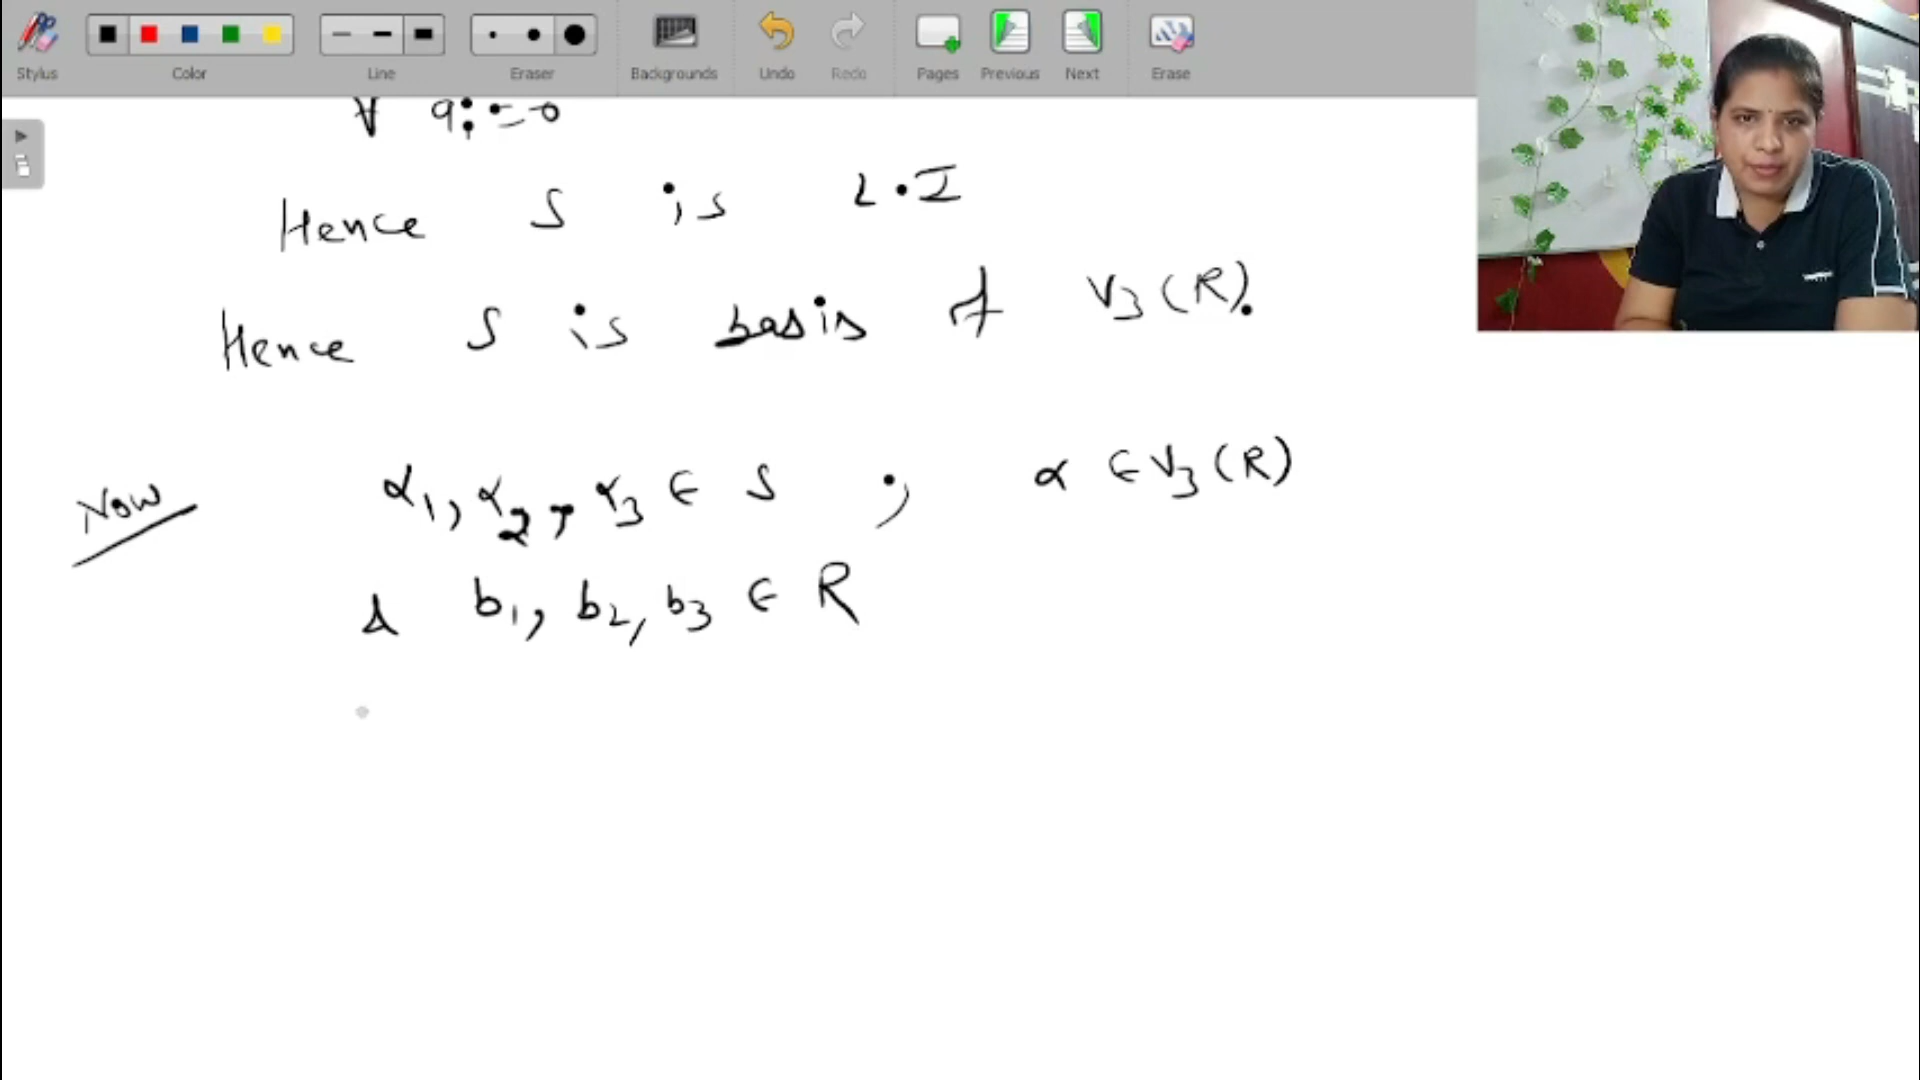 Stylus Color Line Eraser Backgrounds Undo Redo Pages Previous Next Erase
∀ a_i = 0
Hence S is L.I
Hence S is basis of V₃(R).
Now α₁, α₂, α₃ ∈ S ; α ∈ V₃(R)
& b₁, b₂, b₃ ∈ R